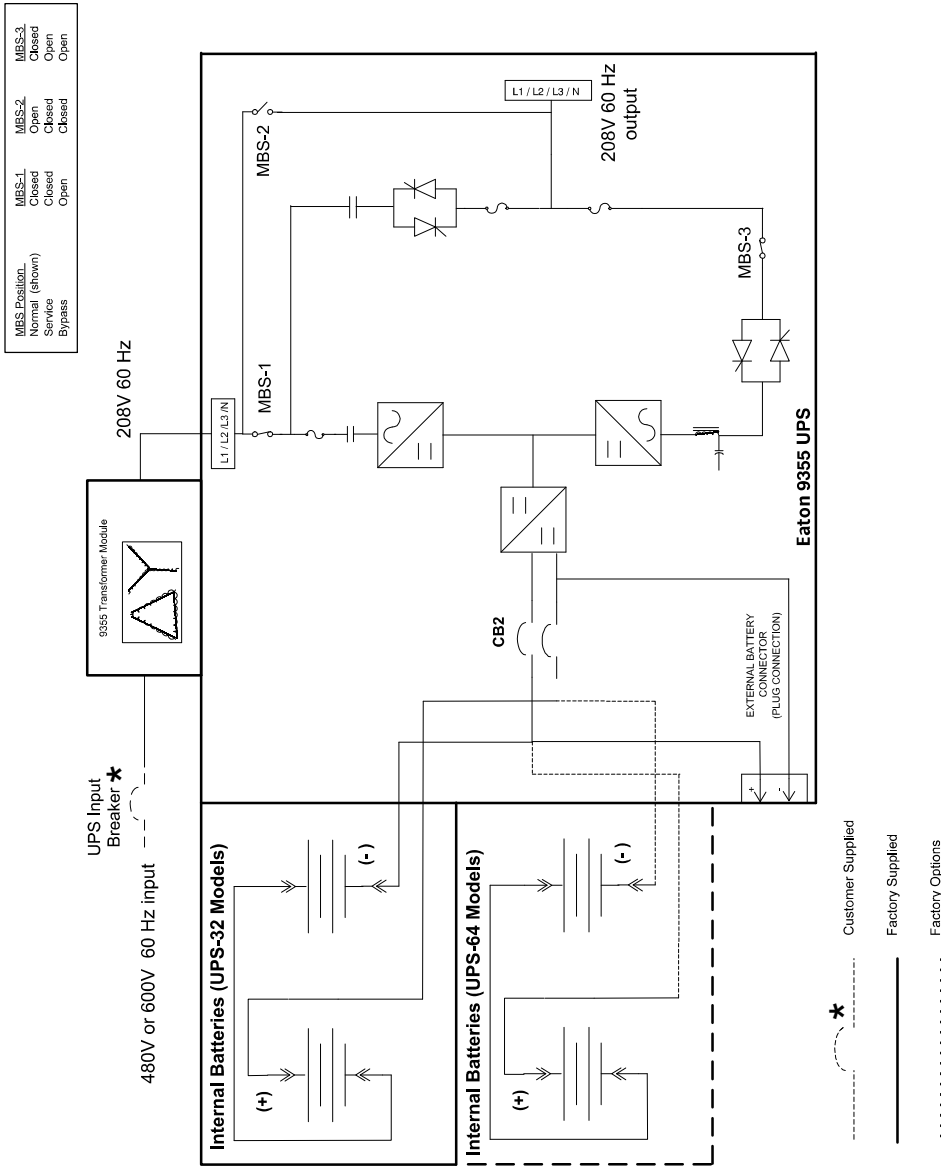 MBS Position MBS-1 MBS-2 MBS-3
Normal (shown) Closed Open Closed
Service Closed Closed Open
Bypass Open Closed Open
480V or 600V 60 Hz input
UPS Input
Breaker *
9355 Transformer Module
208V 60 Hz
L1 / L2 /L3 /N
MBS-1
MBS-2
L1 / L2 / L3 / N
208V 60 Hz
output
MBS-3
CB2
Eaton 9355 UPS
EXTERNAL BATTERY
CONNECTOR
(PLUG CONNECTION)
+
-
Internal Batteries (UPS-32 Models)
(+)
(-)
Internal Batteries (UPS-64 Models)
(+)
(-)
* Customer Supplied
Factory Supplied
Factory Options